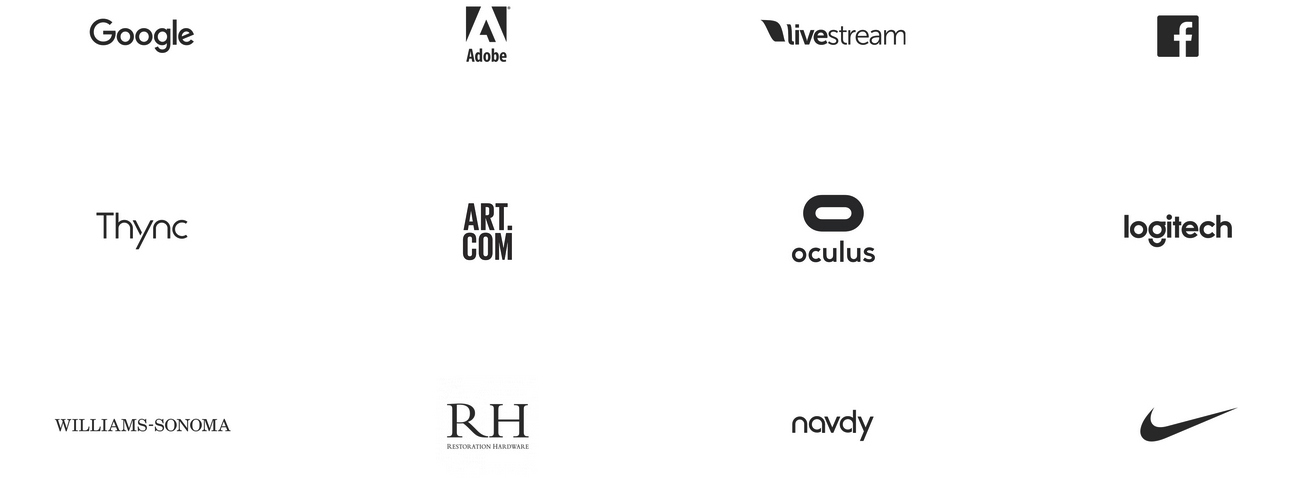 Google
Adobe
livestream
f
Thync
ART.
COM
oculus
logitech
WILLIAMS-SONOMA
RH
RESTORATION HARDWARE
navdy